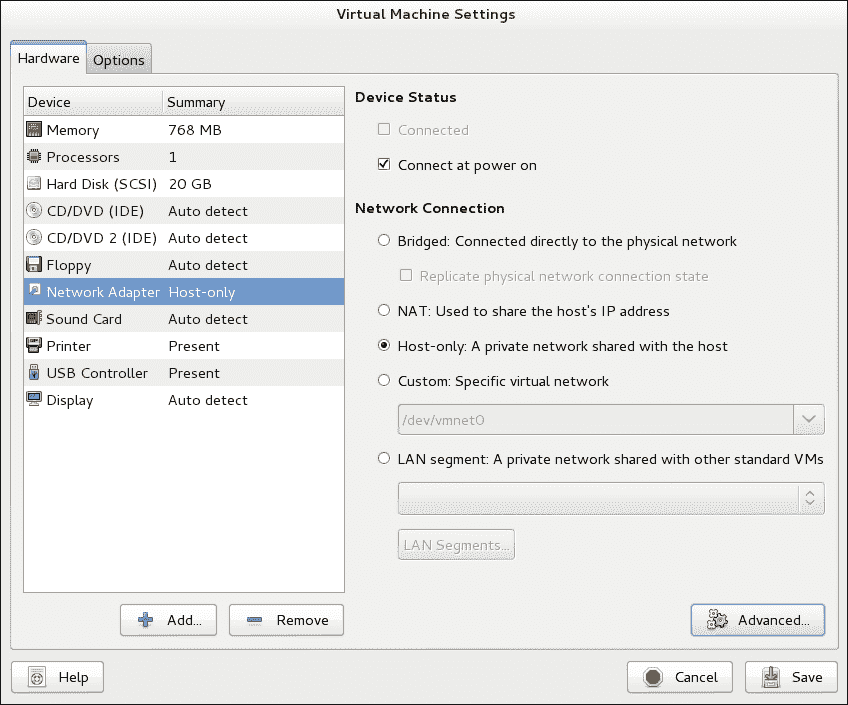 Virtual Machine Settings
Hardware Options
Device Summary
Memory 768 MB
Processors 1
Hard Disk (SCSI) 20 GB
CD/DVD (IDE) Auto detect
CD/DVD 2 (IDE) Auto detect
Floppy Auto detect
Network Adapter Host-only
Sound Card Auto detect
Printer Present
USB Controller Present
Display Auto detect
Add... Remove
Device Status
Connected
Connect at power on
Network Connection
Bridged: Connected directly to the physical network
Replicate physical network connection state
NAT: Used to share the host's IP address
Host-only: A private network shared with the host
Custom: Specific virtual network
/dev/vmnet0
LAN segment: A private network shared with other standard VMs
LAN Segments...
Advanced...
Help Cancel Save